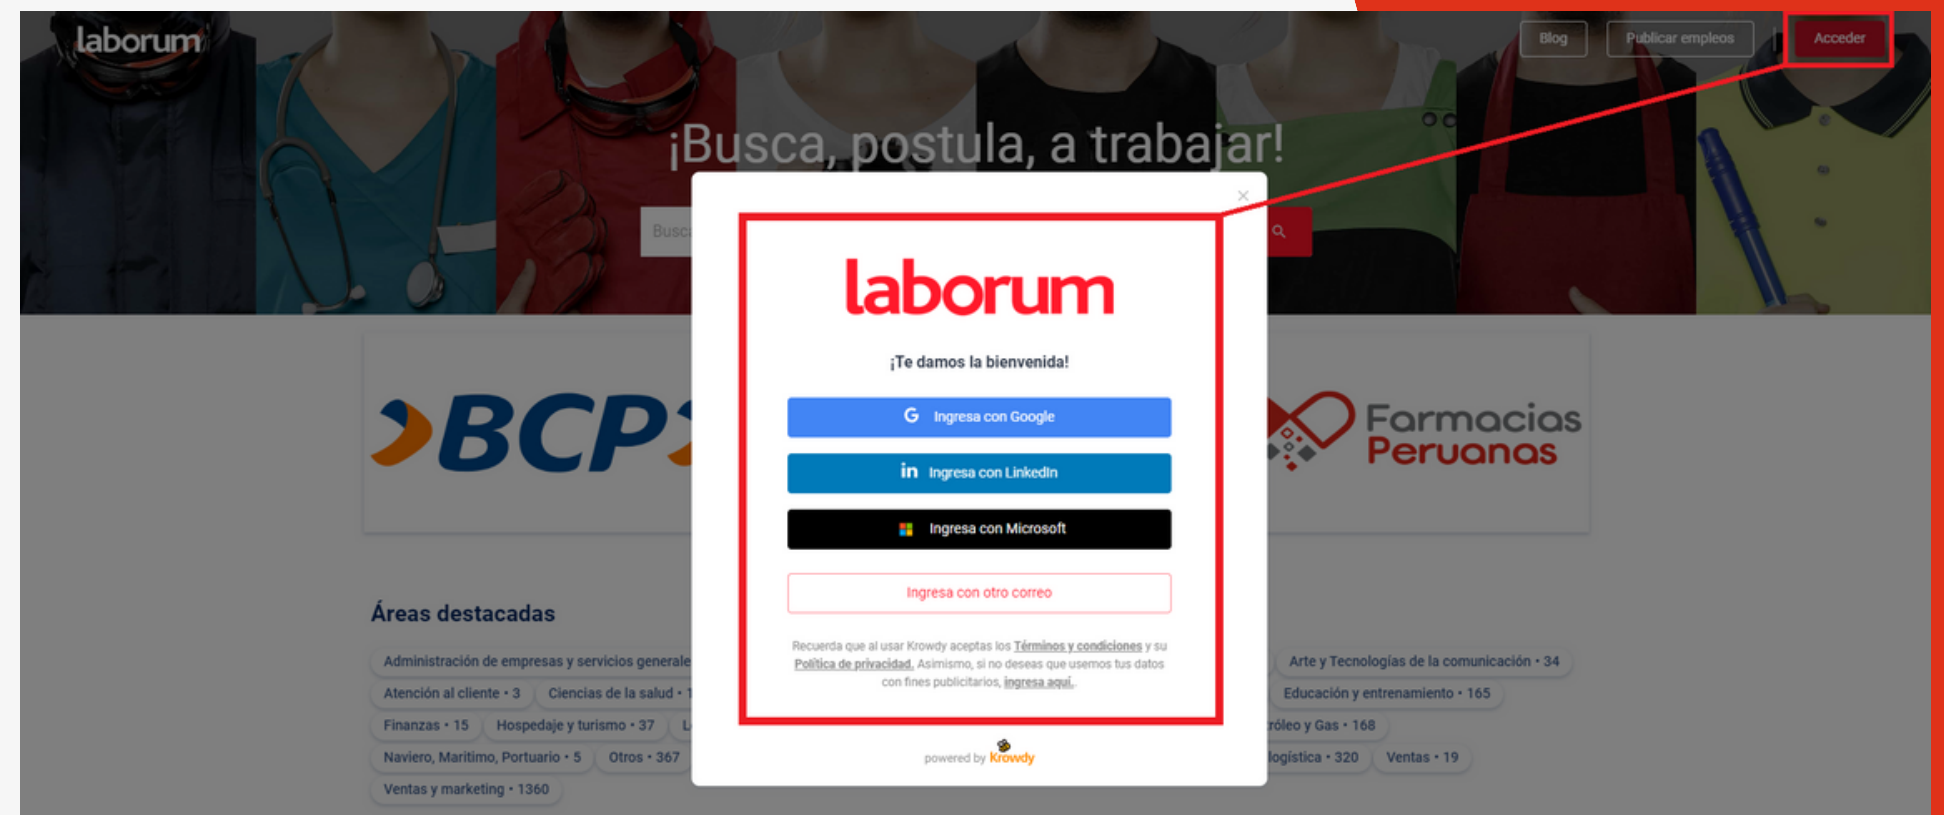 laborum
Blog
Publicar empleos
Acceder
¡Busca, postula, a trabajar!
laborum
¡Te damos la bienvenida!
G Ingresa con Google
in Ingresa con LinkedIn
Ingresa con Microsoft
Ingresa con otro correo
Recuerda que al usar Krowdy aceptas los Términos y condiciones y su
Política de privacidad. Asimismo, si no deseas que usemos tus datos
con fines publicitarios, ingresa aquí.
powered by Krowdy
BCP
Farmacias
Peruanas
Áreas destacadas
Administración de empresas y servicios
Arte y Tecnologías de la comunicación • 34
Atención al cliente • 3
Ciencias de la salud •
Educación y entrenamiento • 165
Finanzas • 15
Hospedaje y turismo • 37
y Gas • 168
Naviero, Marítimo, Portuario • 5
Otros • 367
logística • 320
Ventas • 19
Ventas y marketing • 1360